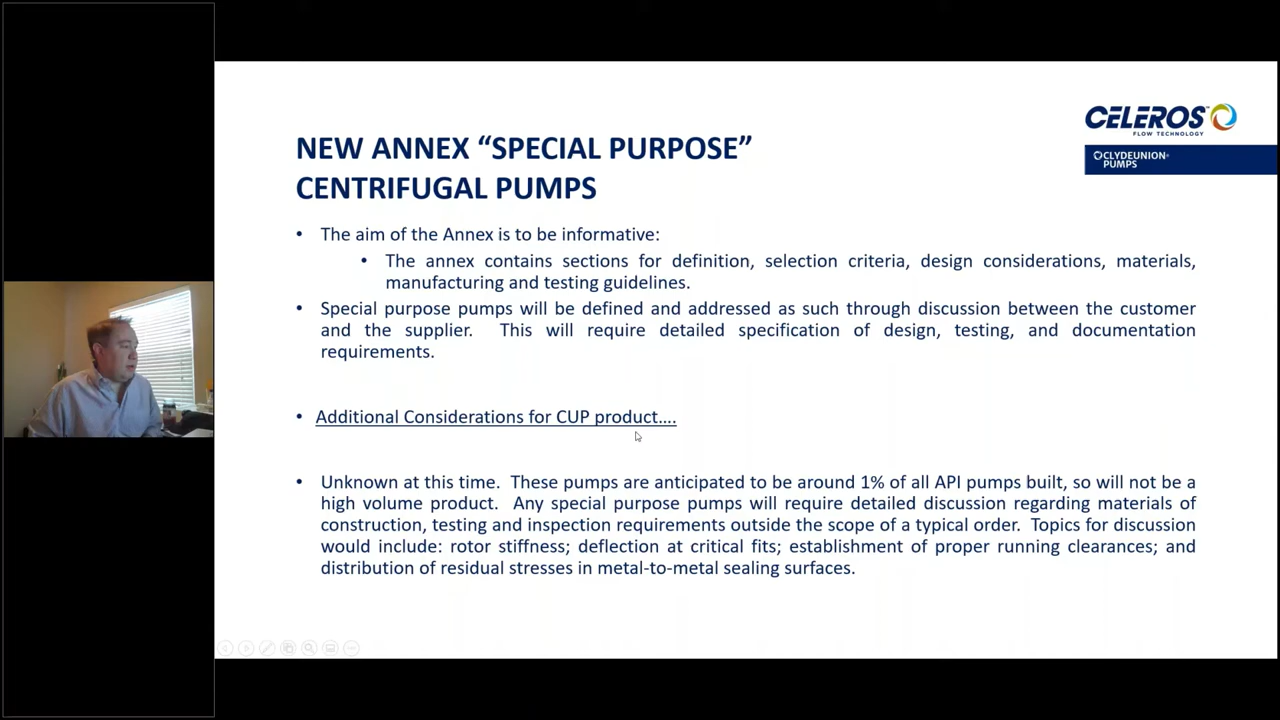 CELEROS
FLOW TECHNOLOGY
CLYDEUNION®
PUMPS
NEW ANNEX “SPECIAL PURPOSE”
CENTRIFUGAL PUMPS
• The aim of the Annex is to be informative:
• The annex contains sections for definition, selection criteria, design considerations, materials,
manufacturing and testing guidelines.
• Special purpose pumps will be defined and addressed as such through discussion between the customer
and the supplier. This will require detailed specification of design, testing, and documentation
requirements.
• Additional Considerations for CUP product....
• Unknown at this time. These pumps are anticipated to be around 1% of all API pumps built, so will not be a
high volume product. Any special purpose pumps will require detailed discussion regarding materials of
construction, testing and inspection requirements outside the scope of a typical order. Topics for discussion
would include: rotor stiffness; deflection at critical fits; establishment of proper running clearances; and
distribution of residual stresses in metal-to-metal sealing surfaces.